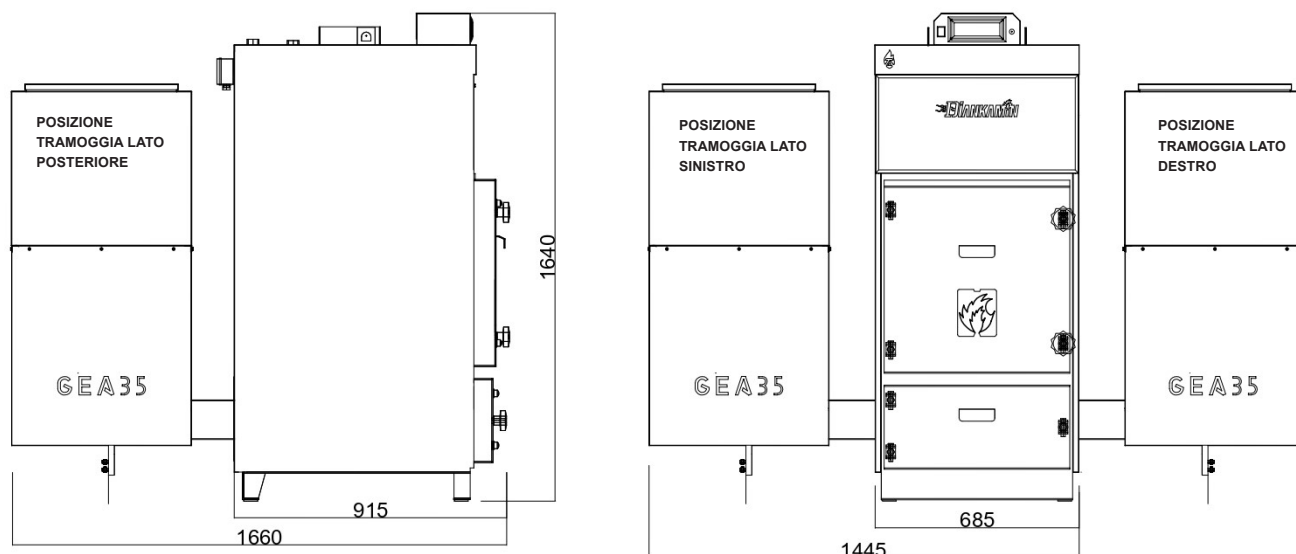 POSIZIONE
TRAMOGGIA LATO
POSTERIORE
GEA35
1640
915
1660
BIANKAMIN
POSIZIONE
TRAMOGGIA LATO
SINISTRO
GEA35
POSIZIONE
TRAMOGGIA LATO
DESTRO
GEA35
685
1445